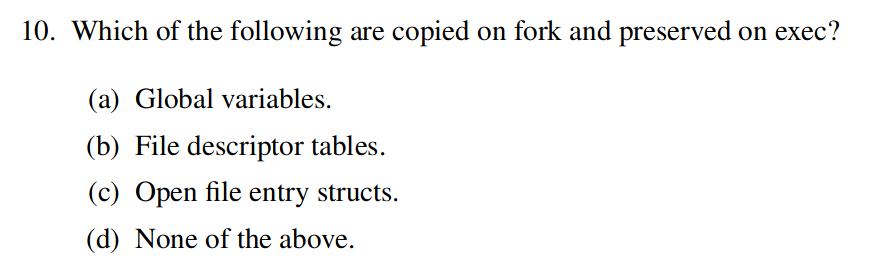 10. Which of the following are copied on fork and preserved on exec?
(a) Global variables.
(b) File descriptor tables.
(c) Open file entry structs.
(d) None of the above.